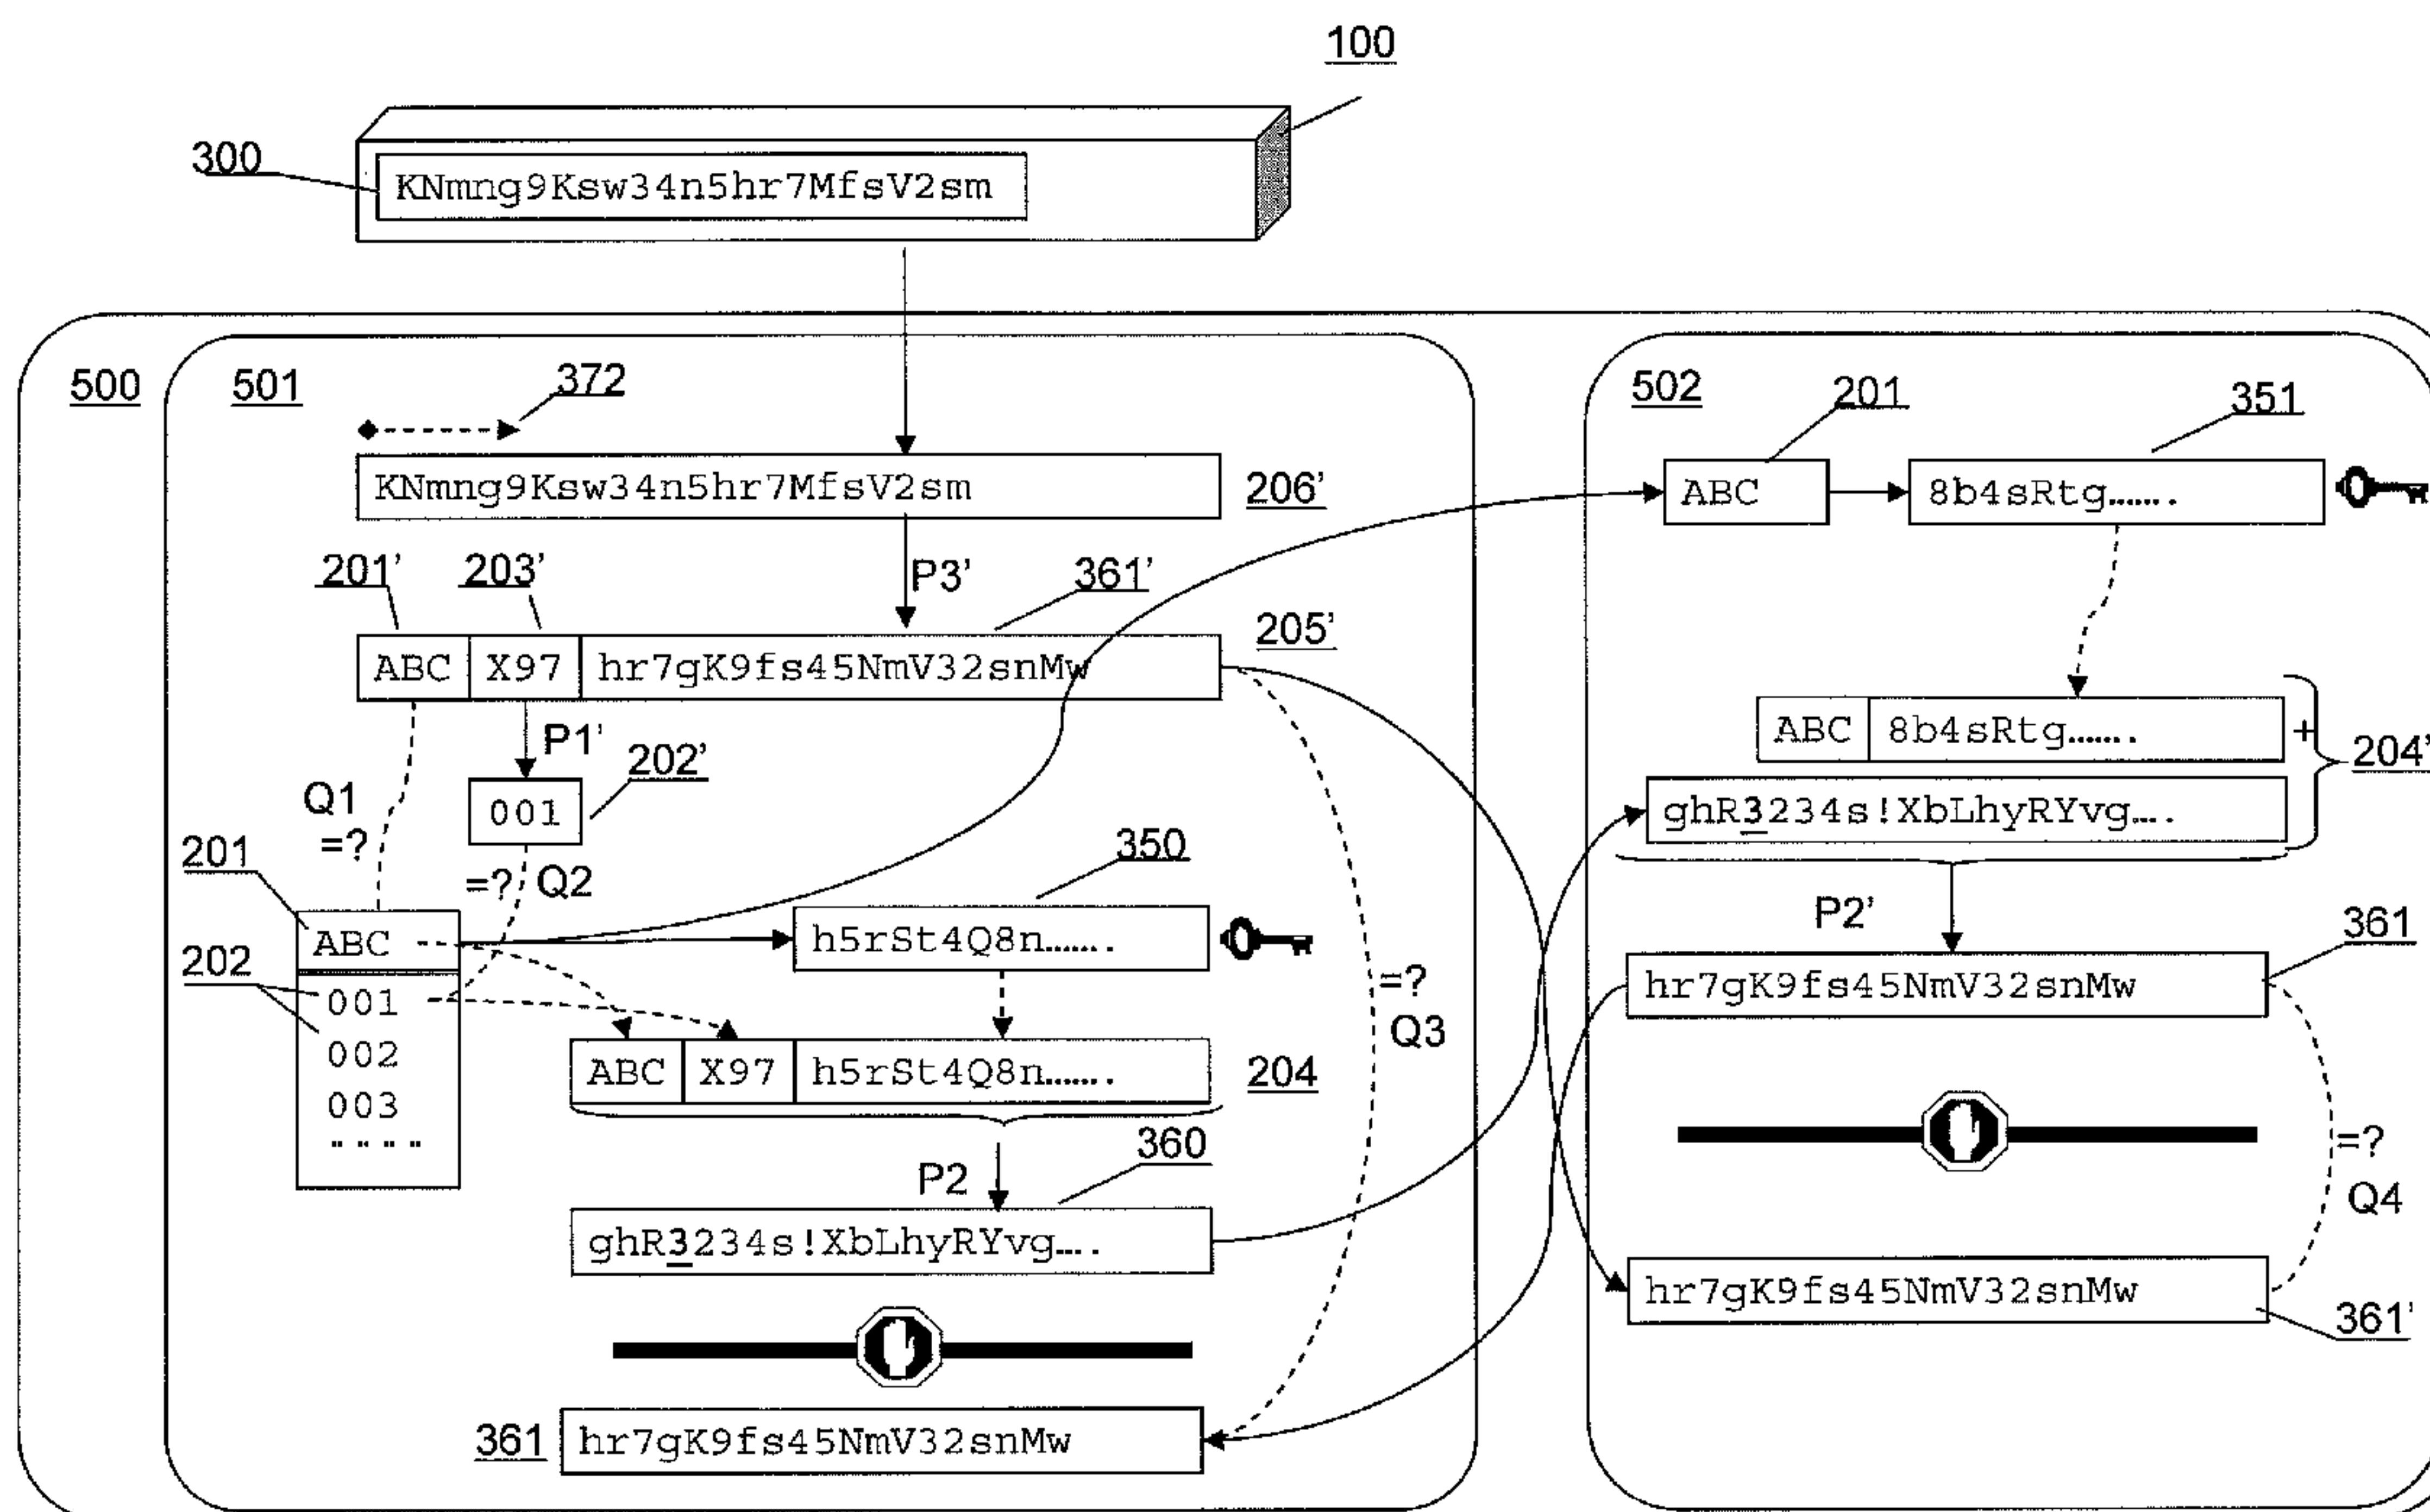 100
300
KNmng9Ksw34n5hr7MfsV2sm
500
501
372
KNmng9Ksw34n5hr7MfsV2sm
206'
P3'
201'
203'
361'
ABC X97 hr7gK9fs45NmV32snMw
205'
P1'
202'
001
Q1
=?
=? Q2
201
ABC
350
h5rSt4Q8n.......
202
001
002
003
....
ABC X97 h5rSt4Q8n.......
204
=?
Q3
P2
360
ghR3234s!XbLhyRYvg....
361
hr7gK9fs45NmV32snMw
502
201
351
ABC
8b4sRtg.......
ABC 8b4sRtg.......
+
204'
ghR3234s!XbLhyRYvg....
P2'
361
hr7gK9fs45NmV32snMw
=?
Q4
hr7gK9fs45NmV32snMw
361'